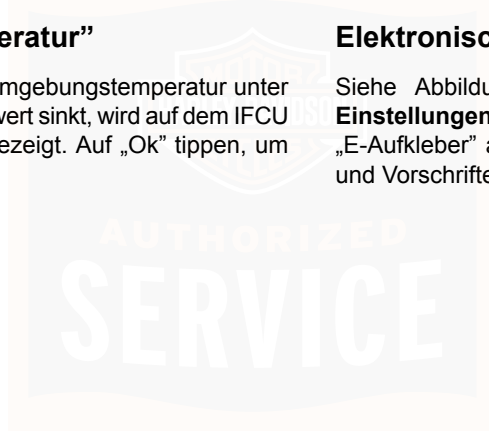 eratur”
mgebungstemperatur unter
wert sinkt, wird auf dem IFCU
ezeigt. Auf „Ok” tippen, um
Elektronisc
Siehe Abbildu
Einstellungen
„E-Aufkleber” a
und Vorschrifte
AUTHORIZED
SERVICE